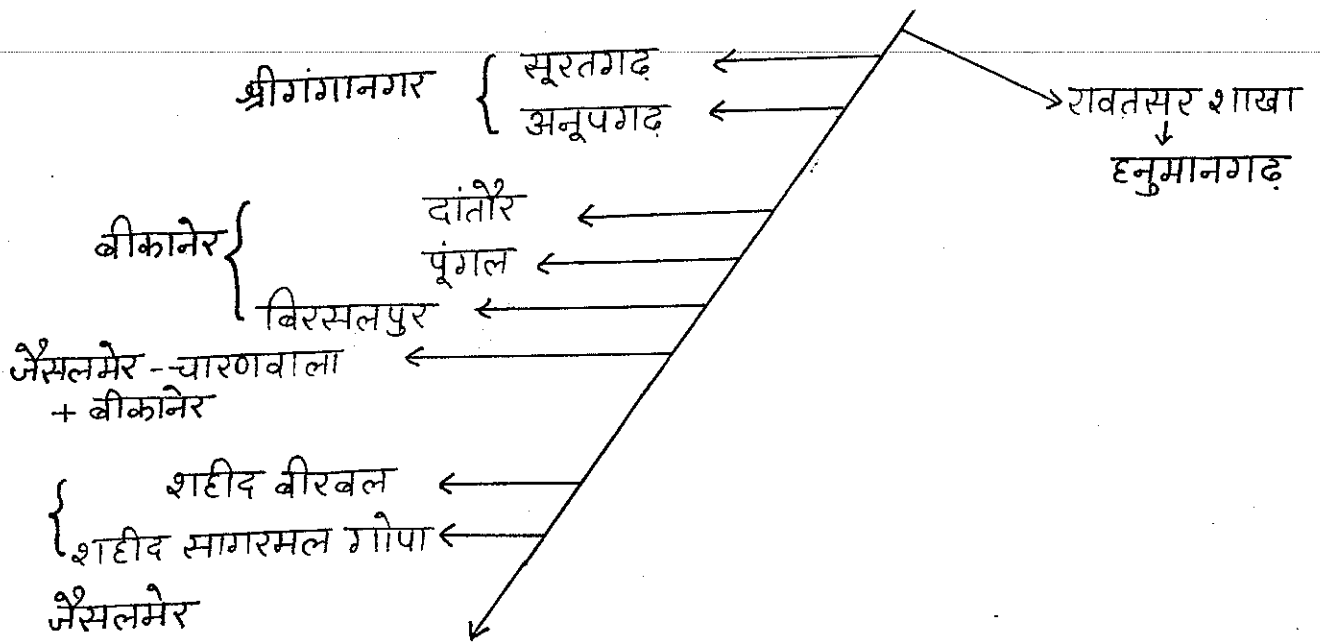 श्रीगंगानगर { सूरतगढ़
अनूपगढ़
रावतसर शाखा
हनुमानगढ़
बीकानेर { दांतौर
पूंगल
बिरसलपुर
जैसलमेर -- चारणवाला
+ बीकानेर
{ शहीद बीरबल
शहीद सागरमल गोपा
जैसलमेर